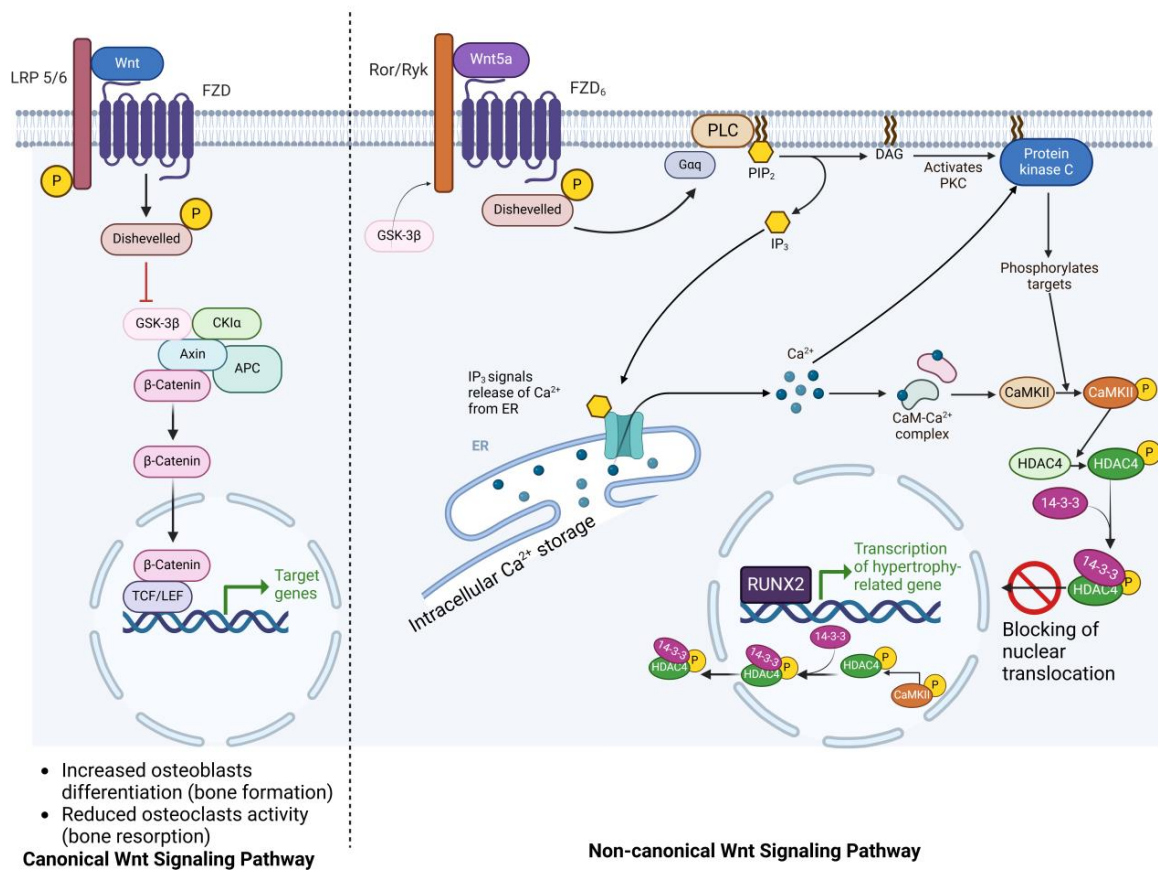 Wnt
LRP 5/6
FZD
P
P
Dishevelled
GSK-3β
CKIα
Axin
APC
β-Catenin
β-Catenin
β-Catenin
TCF/LEF
Target
genes
• Increased osteoblasts
differentiation (bone formation)
• Reduced osteoclasts activity
(bone resorption)
Canonical Wnt Signaling Pathway
Wnt5a
Ror/Ryk
FZD₆
P
Dishevelled
GSK-3β
PLC
Gαq
PIP₂
DAG
Activates
PKC
Protein
kinase C
IP₃
Phosphorylates
targets
IP₃ signals
release of Ca²⁺
from ER
ER
Intracellular Ca²⁺ storage
Ca²⁺
CaM-Ca²⁺
complex
CaMKII
CaMKII
P
HDAC4
HDAC4
P
14-3-3
14-3-3
HDAC4
P
Blocking of
nuclear
translocation
RUNX2
Transcription
of hypertrophy-
related gene
14-3-3
14-3-3
HDAC4
P
14-3-3
HDAC4
P
HDAC4
P
CaMKII
P
Non-canonical Wnt Signaling Pathway